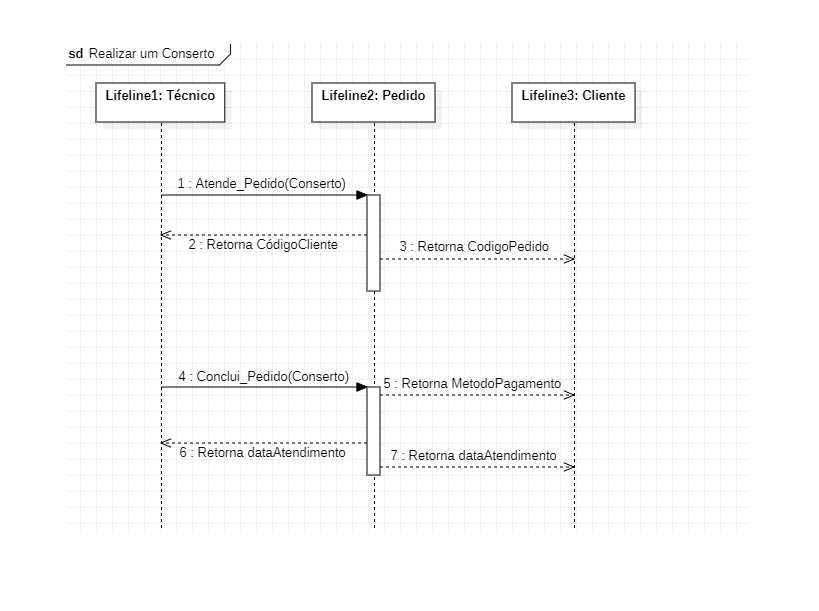 sd Realizar um Conserto
Lifeline1: Técnico
Lifeline2: Pedido
Lifeline3: Cliente
1 : Atende_Pedido(Conserto)
2 : Retorna CódigoCliente
3 : Retorna CodigoPedido
4 : Conclui_Pedido(Conserto)
5 : Retorna MetodoPagamento
6 : Retorna dataAtendimento
7 : Retorna dataAtendimento